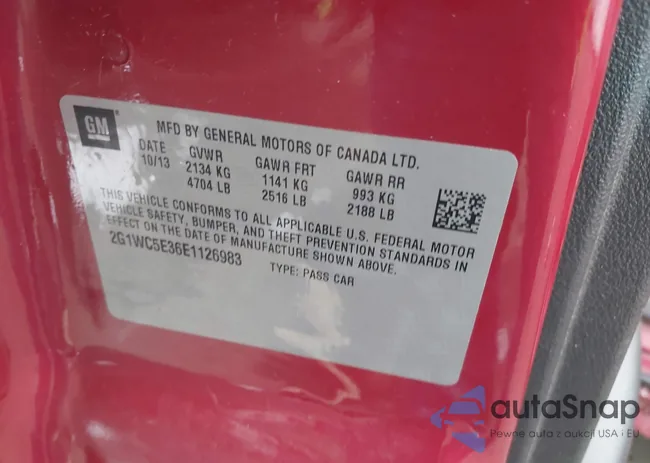 GM
MFD BY GENERAL MOTORS OF CANADA LTD.
DATE GVWR GAWR FRT GAWR RR
10/13 2134 KG 1141 KG 993 KG
4704 LB 2516 LB 2188 LB
THIS VEHICLE CONFORMS TO ALL APPLICABLE U.S. FEDERAL MOTOR
VEHICLE SAFETY, BUMPER, AND THEFT PREVENTION STANDARDS IN
EFFECT ON THE DATE OF MANUFACTURE SHOWN ABOVE.
2G1WC5E36E1126983 TYPE: PASS CAR
autaSnap
Pewne auta z aukcji USA i EU